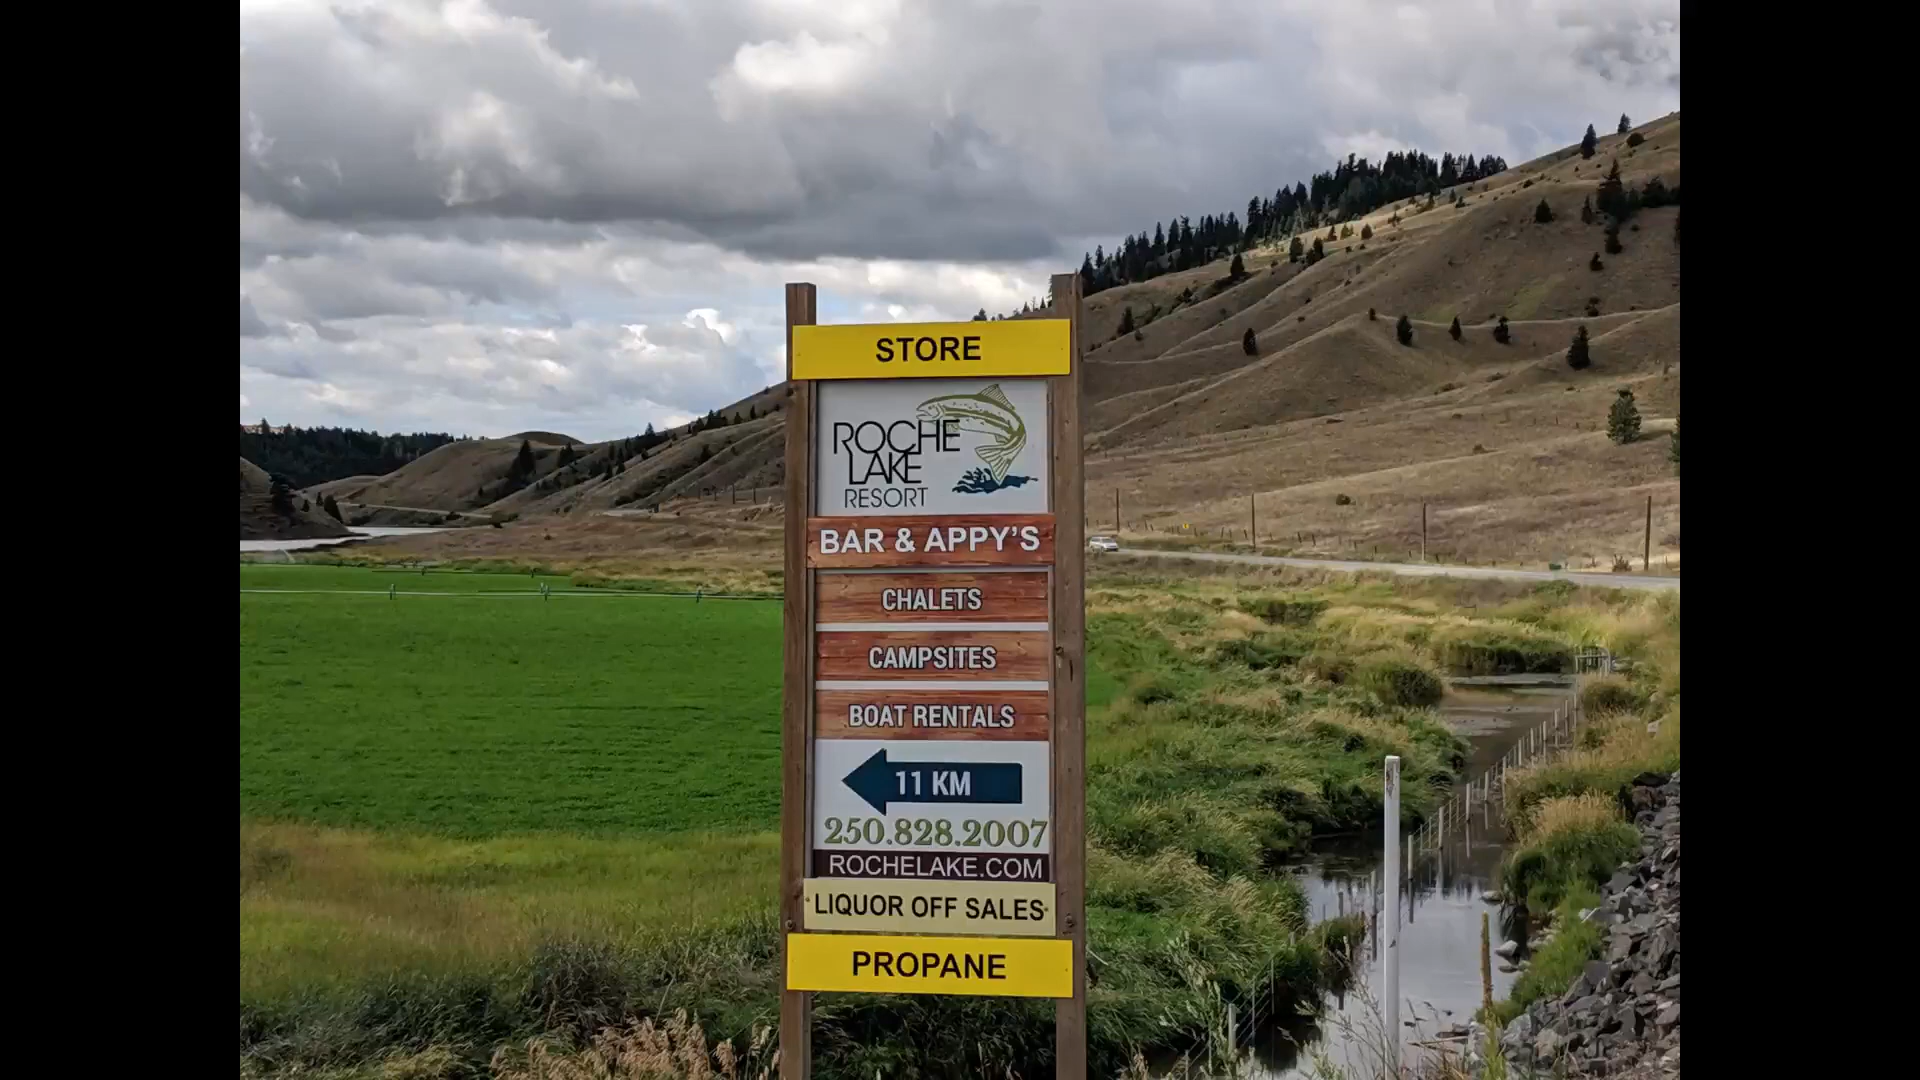 STORE
ROCHE
LAKE
RESORT
BAR & APPY'S
CHALETS
CAMPSITES
BOAT RENTALS
11 KM
250.828.2007
ROCHELAKE.COM
LIQUOR OFF SALES
PROPANE